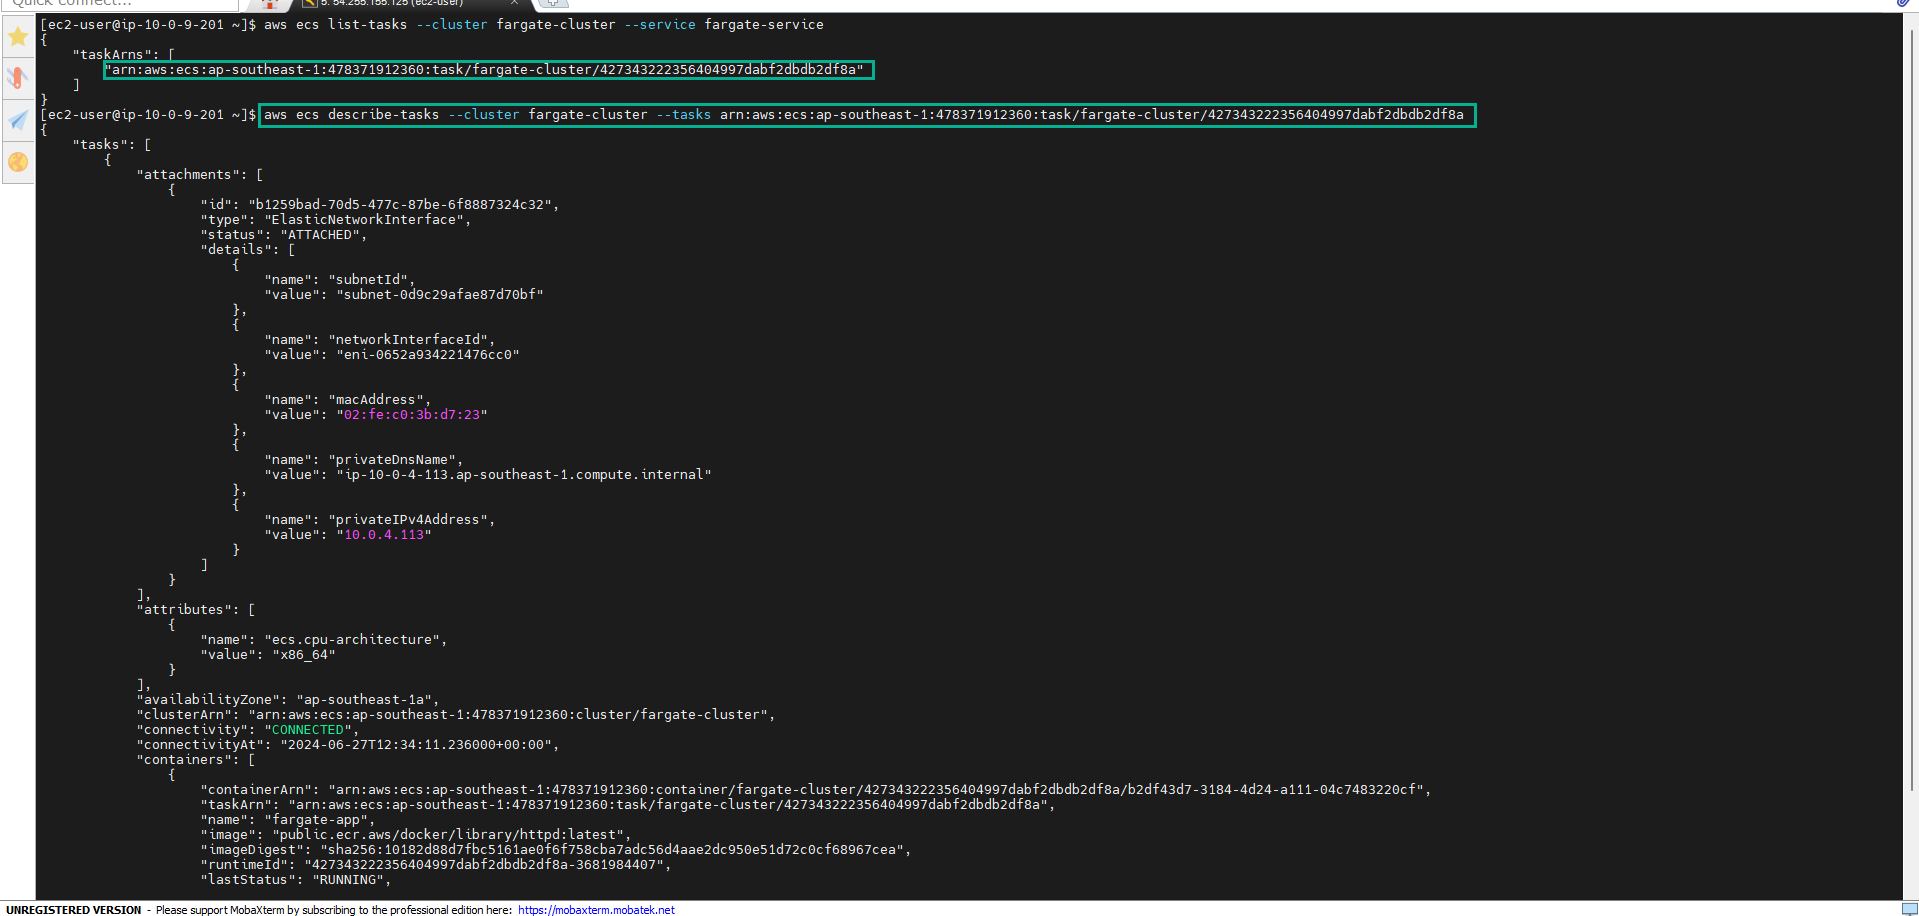 Quick connect...
5. 54.255.155.125 (ec2-user)
[ec2-user@ip-10-0-9-201 ~]$ aws ecs list-tasks --cluster fargate-cluster --service fargate-service
{
    "taskArns": [
        "arn:aws:ecs:ap-southeast-1:478371912360:task/fargate-cluster/427343222356404997dabf2dbdb2df8a"
    ]
}
[ec2-user@ip-10-0-9-201 ~]$ aws ecs describe-tasks --cluster fargate-cluster --tasks arn:aws:ecs:ap-southeast-1:478371912360:task/fargate-cluster/427343222356404997dabf2dbdb2df8a
{
    "tasks": [
        {
            "attachments": [
                {
                    "id": "b1259bad-70d5-477c-87be-6f8887324c32",
                    "type": "ElasticNetworkInterface",
                    "status": "ATTACHED",
                    "details": [
                        {
                            "name": "subnetId",
                            "value": "subnet-0d9c29afae87d70bf"
                        },
                        {
                            "name": "networkInterfaceId",
                            "value": "eni-0652a934221476cc0"
                        },
                        {
                            "name": "macAddress",
                            "value": "02:fe:c0:3b:d7:23"
                        },
                        {
                            "name": "privateDnsName",
                            "value": "ip-10-0-4-113.ap-southeast-1.compute.internal"
                        },
                        {
                            "name": "privateIPv4Address",
                            "value": "10.0.4.113"
                        }
                    ]
                }
            ],
            "attributes": [
                {
                    "name": "ecs.cpu-architecture",
                    "value": "x86_64"
                }
            ],
            "availabilityZone": "ap-southeast-1a",
            "clusterArn": "arn:aws:ecs:ap-southeast-1:478371912360:cluster/fargate-cluster",
            "connectivity": "CONNECTED",
            "connectivityAt": "2024-06-27T12:34:11.236000+00:00",
            "containers": [
                {
                    "containerArn": "arn:aws:ecs:ap-southeast-1:478371912360:container/fargate-cluster/427343222356404997dabf2dbdb2df8a/b2df43d7-3184-4d24-a111-04c7483220cf",
                    "taskArn": "arn:aws:ecs:ap-southeast-1:478371912360:task/fargate-cluster/427343222356404997dabf2dbdb2df8a",
                    "name": "fargate-app",
                    "image": "public.ecr.aws/docker/library/httpd:latest",
                    "imageDigest": "sha256:10182d88d7fbc5161ae0f6f758cba7adc56d4aae2dc950e51d72c0cf68967cea",
                    "runtimeId": "427343222356404997dabf2dbdb2df8a-3681984407",
                    "lastStatus": "RUNNING",
UNREGISTERED VERSION - Please support MobaXterm by subscribing to the professional edition here: https://mobaxterm.mobatek.net